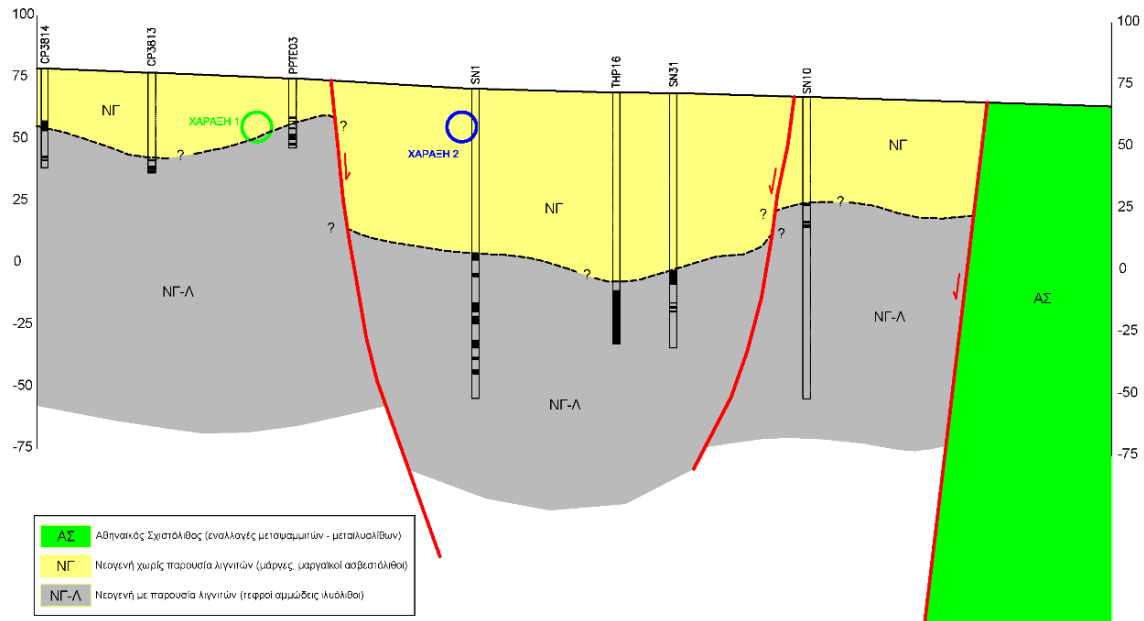 100
75
50
25
0
-25
-50
-75
CP3814
CP3813
PPTE03
SN1
THP16
SN31
SN10
100
75
50
25
0
-25
-50
-75
ΝΓ
ΧΑΡΑΞΗ 1
?
?
?
ΧΑΡΑΞΗ 2
ΝΓ
?
?
?
ΝΓ
?
ΝΓ-Λ
ΝΓ-Λ
ΝΓ-Λ
ΑΣ
ΑΣ Αθηναϊκός Σχιστόλιθος (εναλλαγές μεταψαμμιτών - μεταϊλυολίθων)
ΝΓ Νεογενή χωρίς παρουσία λιγνιτών (μάργες, μαργαϊκοί ασβεστόλιθοι)
ΝΓ-Λ Νεογενή με παρουσία λιγνιτών (τεφροί αμμώδεις ιλυόλιθοι)